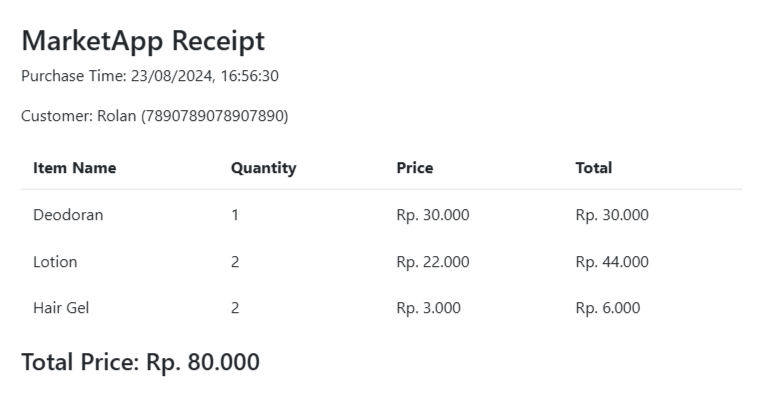 MarketApp Receipt
Purchase Time: 23/08/2024, 16:56:30
Customer: Rolan (7890789078907890)
Item Name Quantity Price Total
Deodoran 1 Rp. 30.000 Rp. 30.000
Lotion 2 Rp. 22.000 Rp. 44.000
Hair Gel 2 Rp. 3.000 Rp. 6.000
Total Price: Rp. 80.000